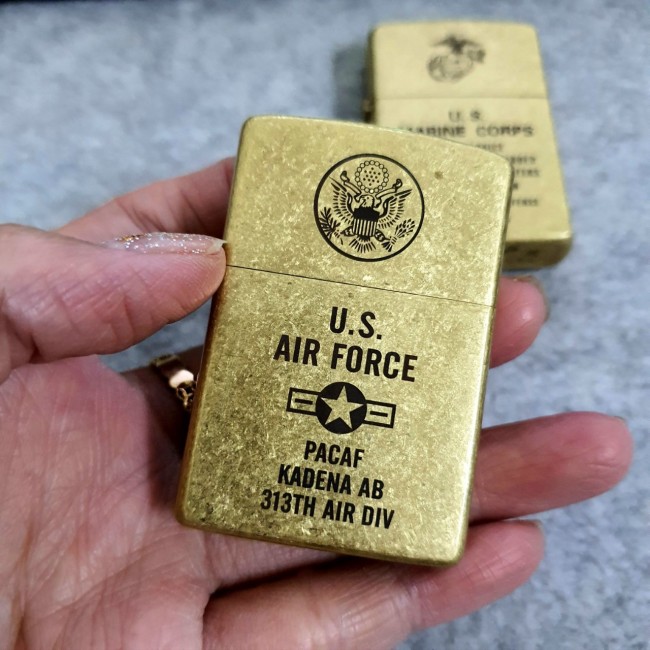 U.S.
AIR FORCE
PACAF
KADENA AB
313TH AIR DIV
U.S.
MARINE CORPS